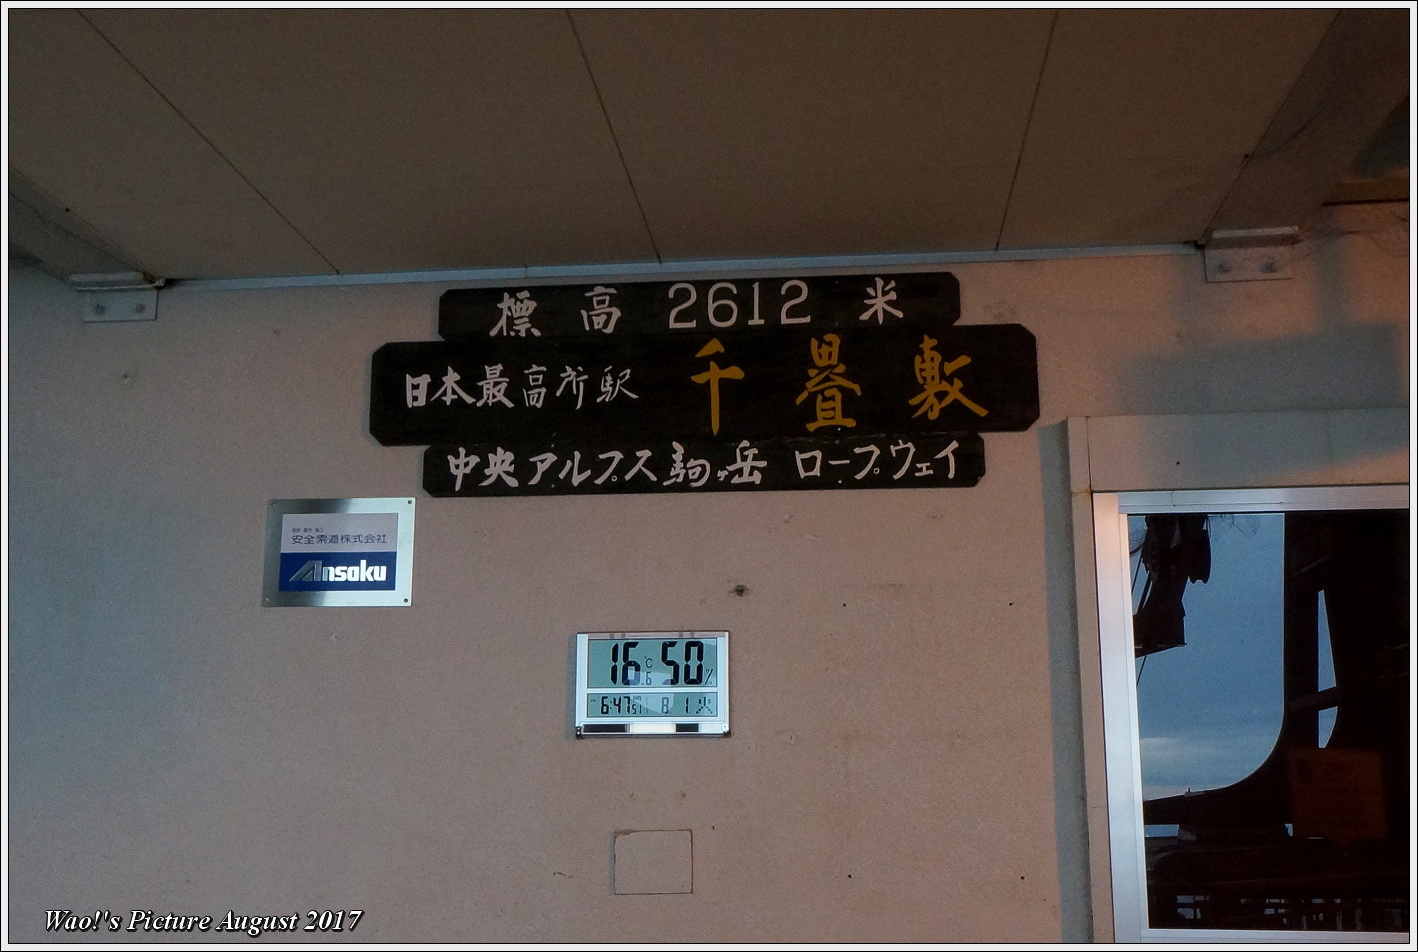 標高 2612 米
日本最高所駅 千畳敷
中央アルプス駒ヶ岳 ロープウェイ
安全索道株式会社
Ansaku
16.6 ℃ 50 %
6:47 51 8 1 火
Wao!'s Picture August 2017